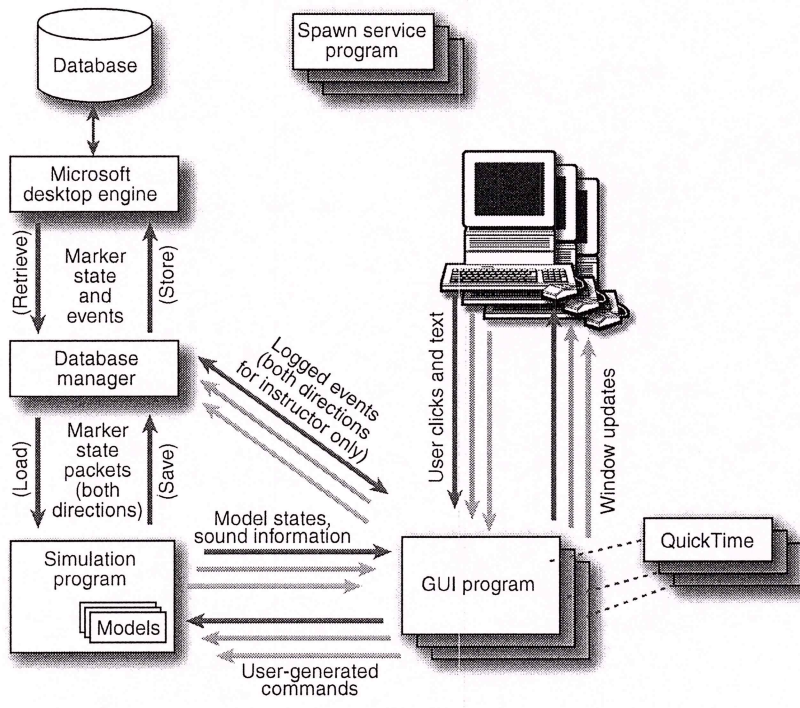 Database
Spawn service
program
Microsoft
desktop engine
(Retrieve)
Marker
state
and
events
(Store)
Database
manager
Logged events
(both directions
for instructor only)
User clicks and text
Window updates
(Load)
Marker
state
packets
(both
directions)
(Save)
Model states,
sound information
Simulation
program
Models
GUI program
QuickTime
User-generated
commands